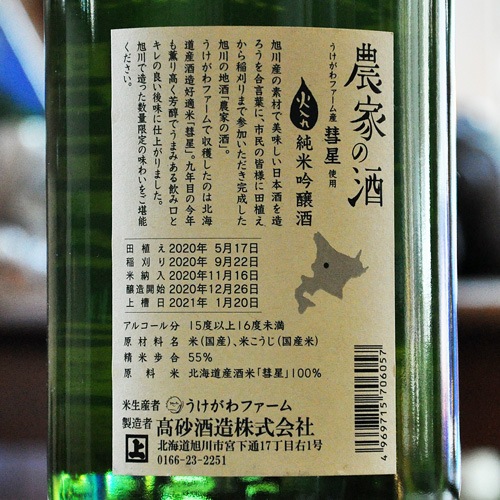 農家の酒
うけがわファーム産 彗星 使用
火入れ 純米吟醸酒
旭川産の素材で美味しい日本酒を造
ろうを合言葉に、市民の皆様に田植え
から稲刈りまで参加いただき完成した
旭川の地酒「農家の酒」。
うけがわファームで収穫したのは北海
道産酒造好適米「彗星」。九年目の今年
も薫り高く芳醇でうまみある飲み口と
キレの良い後味に仕上がりました。
旭川で造った数量限定の味わいをご堪能
ください。
田植え 2020年 5月17日
稲刈り 2020年 9月22日
米納入 2020年11月16日
醸造開始 2020年12月26日
上槽日 2021年 1月20日
アルコール分 15度以上16度未満
原材料名 米(国産)、米こうじ(国産米)
精米歩合 55%
原料米 北海道産酒米「彗星」100%
米生産者 うけがわファーム
製造者 高砂酒造株式会社
上 北海道旭川市宮下通17丁目右1号
0166-23-2251
4 969715 706057